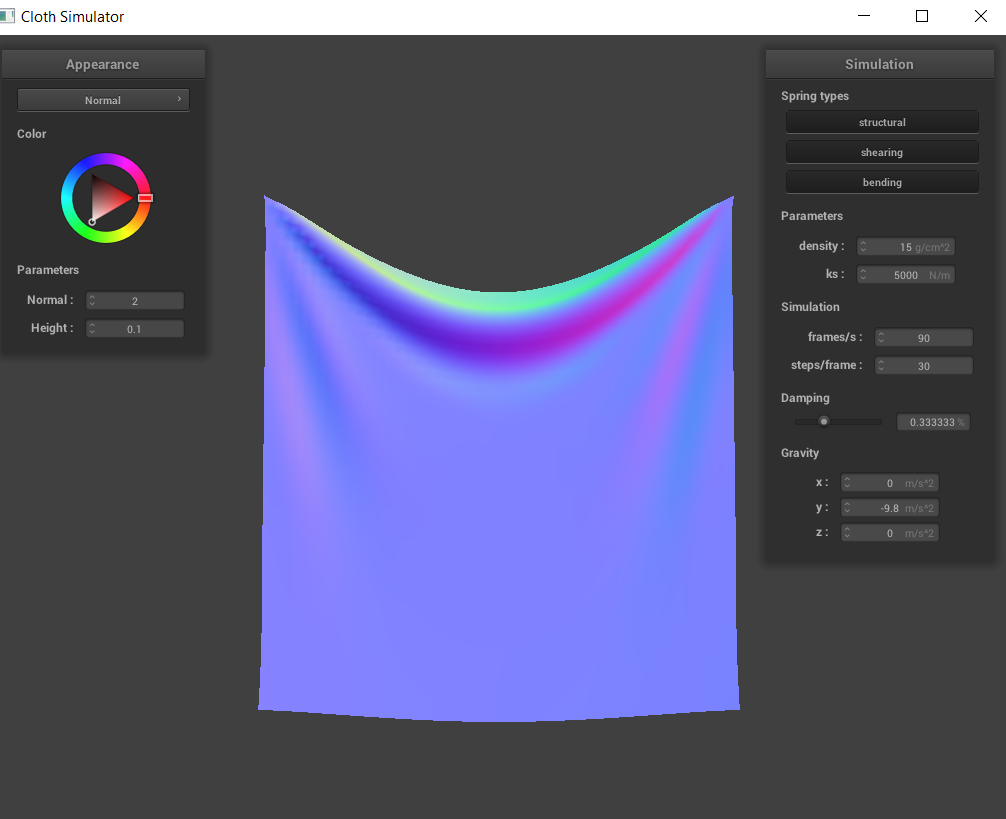 Cloth Simulator
Appearance
Normal
Color
Parameters
Normal : 2
Height : 0.1
Simulation
Spring types
structural
shearing
bending
Parameters
density : 15 g/cm^2
ks : 5000 N/m
Simulation
frames/s : 90
steps/frame : 30
Damping
0.333333 %
Gravity
x : 0 m/s^2
y : -9.8 m/s^2
z : 0 m/s^2